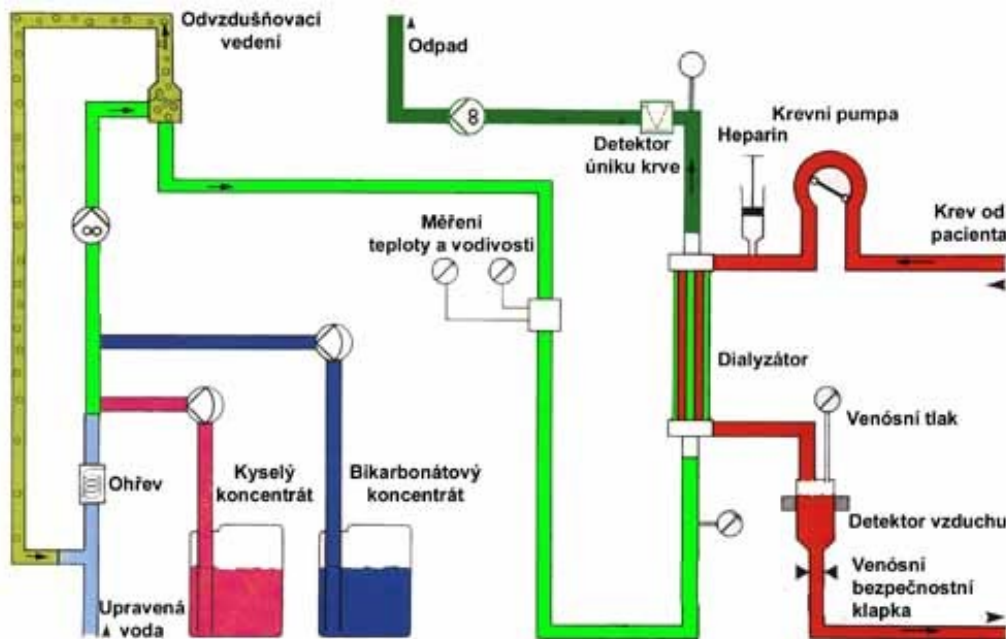 Odvzdušňovací
vedení
Odpad
Detektor
úniku krve
Krevní pumpa
Heparin
Krev od
pacienta
Měření
teploty a vodivosti
Dialyzátor
Venósní tlak
Ohřev
Kyselý
koncentrát
Bikarbonátový
koncentrát
Detektor vzduchu
Venósní
bezpečnostní
klapka
Upravená
voda